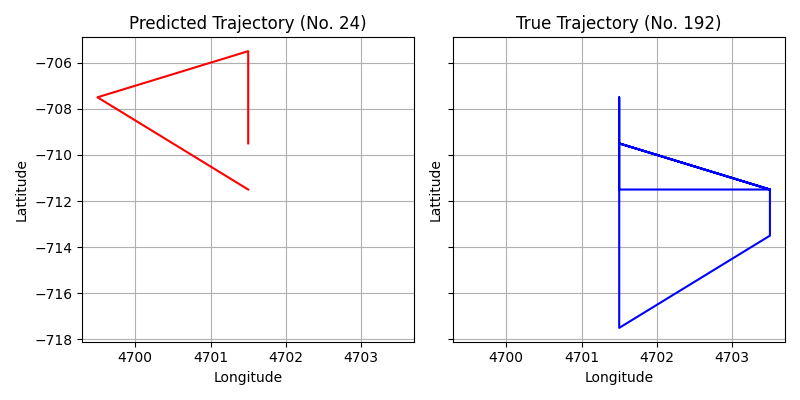 Predicted Trajectory (No. 24)
True Trajectory (No. 192)
−706
−708
−710
−712
−714
−716
−718
Lattitude
Lattitude
4700
4701
4702
4703
4700
4701
4702
4703
Longitude
Longitude